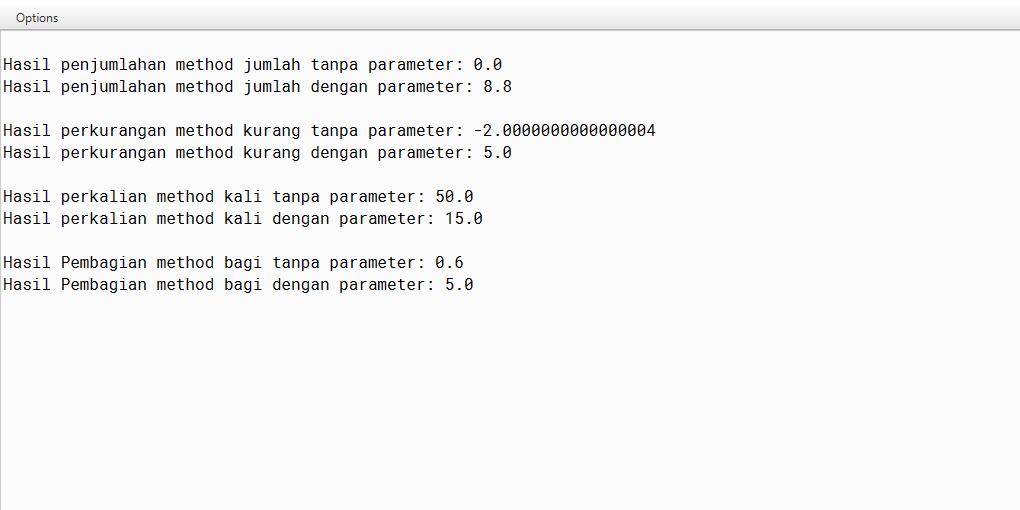 Options
Hasil penjumlahan method jumlah tanpa parameter: 0.0
Hasil penjumlahan method jumlah dengan parameter: 8.8
Hasil perkurangan method kurang tanpa parameter: -2.0000000000000004
Hasil perkurangan method kurang dengan parameter: 5.0
Hasil perkalian method kali tanpa parameter: 50.0
Hasil perkalian method kali dengan parameter: 15.0
Hasil Pembagian method bagi tanpa parameter: 0.6
Hasil Pembagian method bagi dengan parameter: 5.0